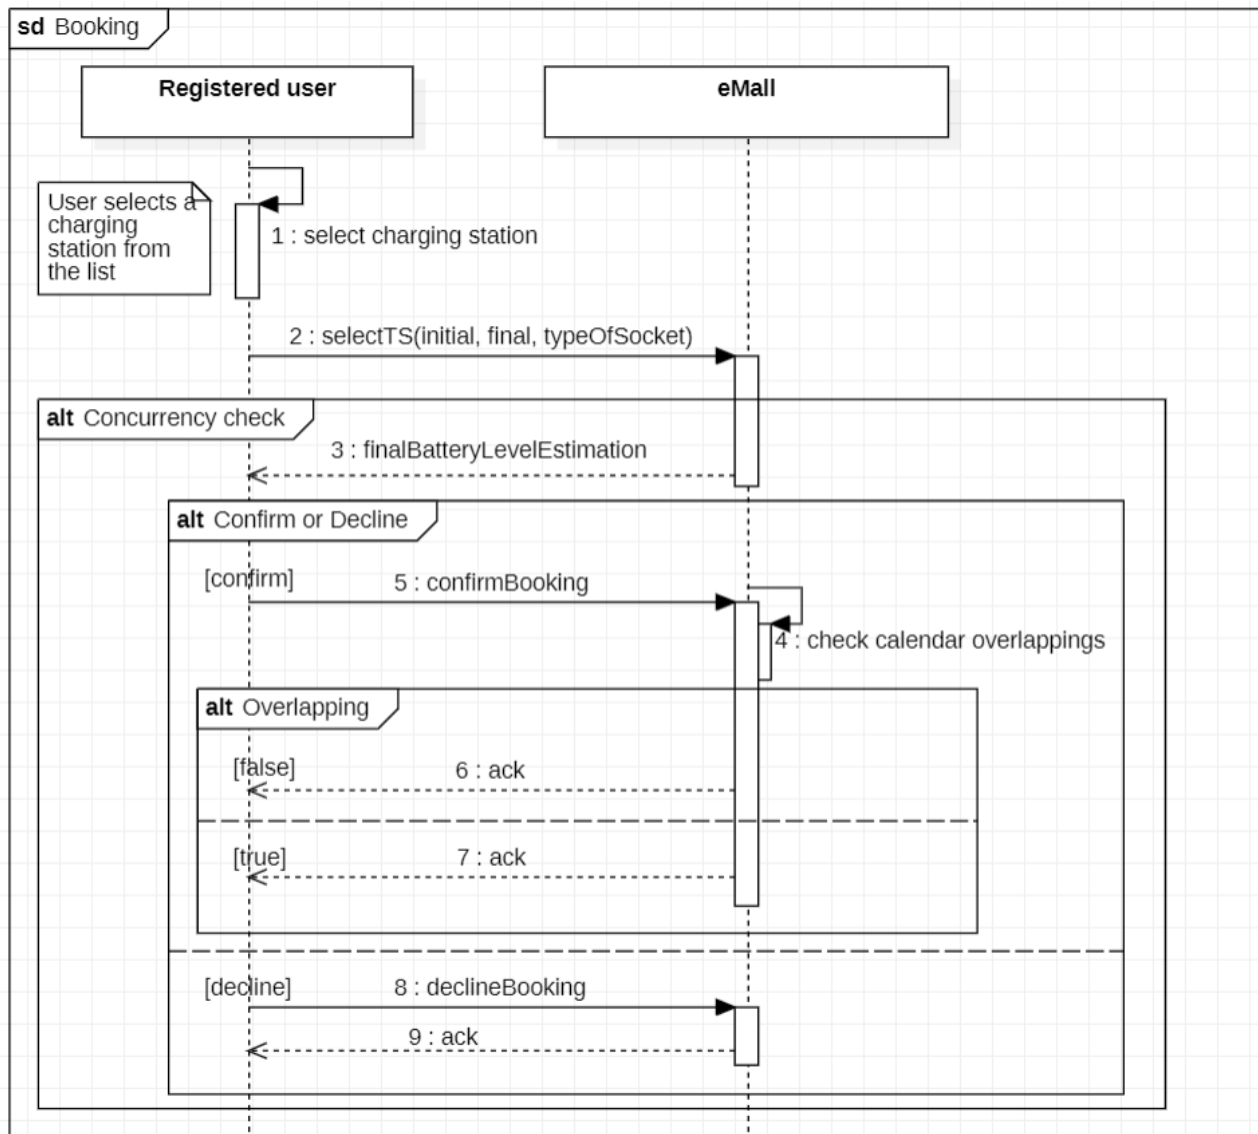 sd Booking
Registered user
eMall
User selects a
charging
station from
the list
1 : select charging station
2 : selectTS(initial, final, typeOfSocket)
alt Concurrency check
3 : finalBatteryLevelEstimation
alt Confirm or Decline
[confirm]
5 : confirmBooking
4 : check calendar overlappings
alt Overlapping
[false]
6 : ack
[true]
7 : ack
[decline]
8 : declineBooking
9 : ack